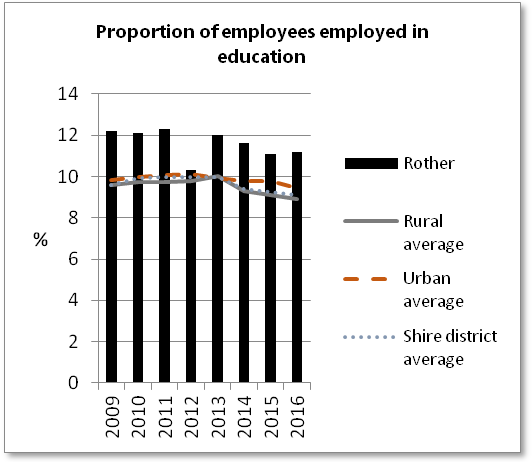 Proportion of employees employed in
education
14
12
10
8
6
4
2
0
%
2009
2010
2011
2012
2013
2014
2015
2016
Rother
Rural
average
Urban
average
Shire district
average